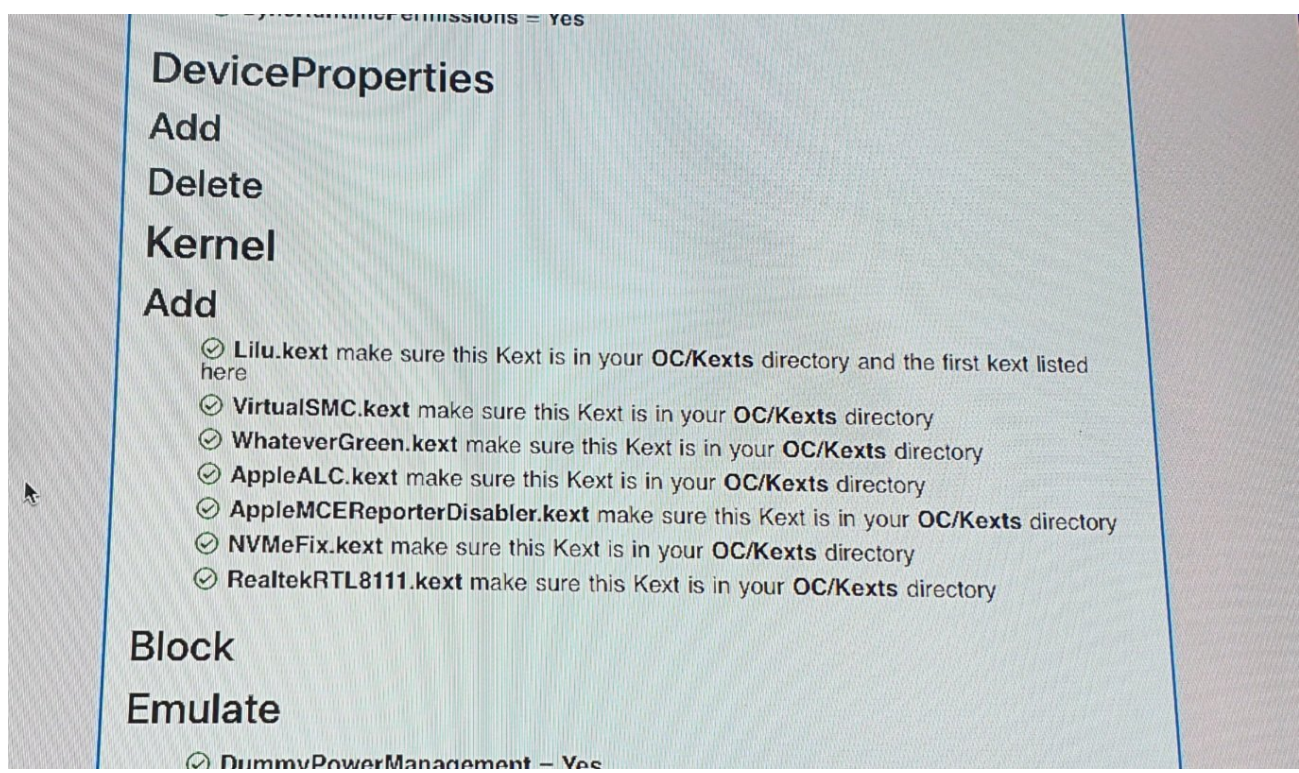 = Yes
DeviceProperties
Add
Delete
Kernel
Add
Lilu.kext make sure this Kext is in your OC/Kexts directory and the first kext listed
here
VirtualSMC.kext make sure this Kext is in your OC/Kexts directory
WhateverGreen.kext make sure this Kext is in your OC/Kexts directory
AppleALC.kext make sure this Kext is in your OC/Kexts directory
AppleMCEReporterDisabler.kext make sure this Kext is in your OC/Kexts directory
NVMeFix.kext make sure this Kext is in your OC/Kexts directory
RealtekRTL8111.kext make sure this Kext is in your OC/Kexts directory
Block
Emulate
DummyPowerManagement – Yes